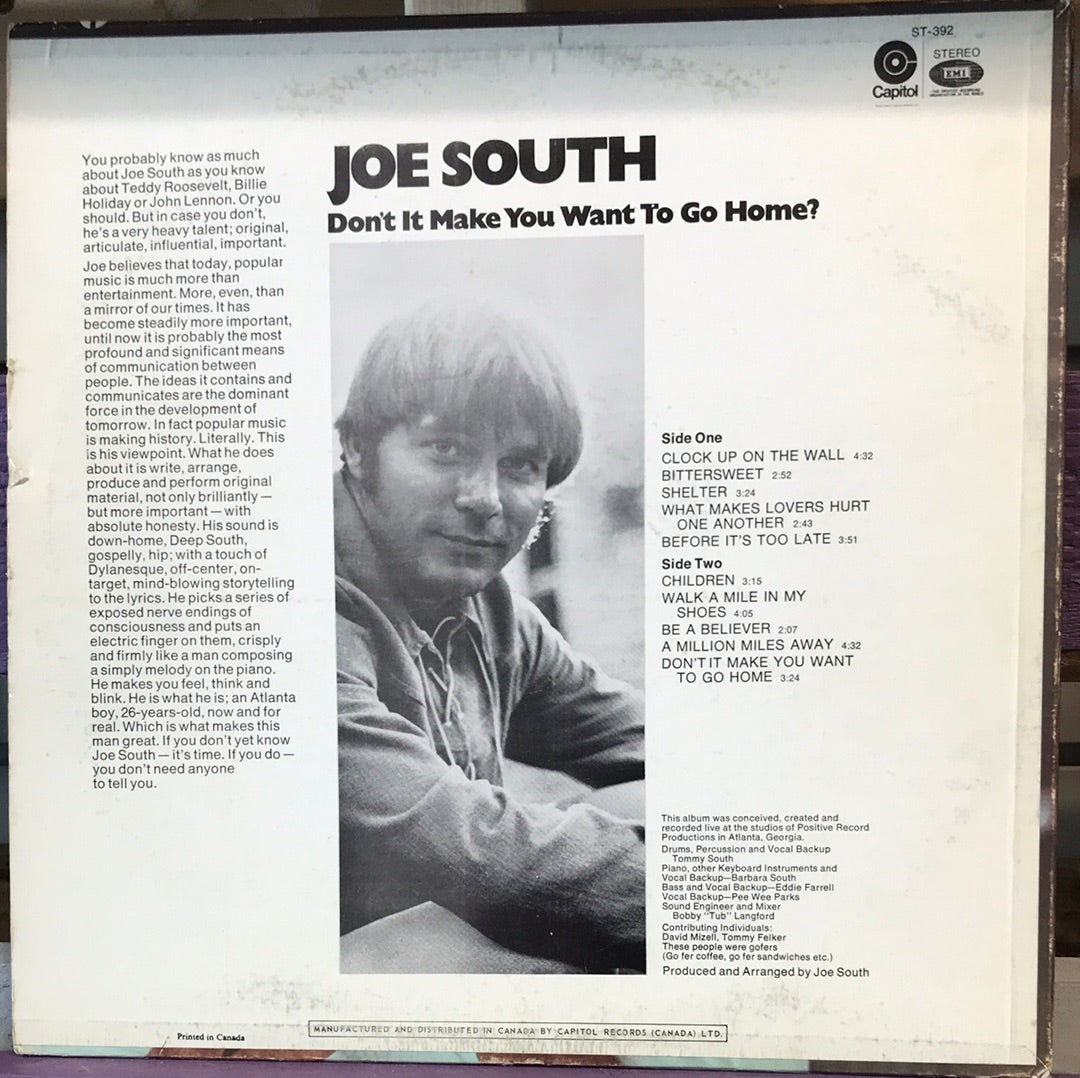 ST-392
Capitol
STEREO
EMI
JOE SOUTH
Don't It Make You Want To Go Home?
You probably know as much
about Joe South as you know
about Teddy Roosevelt, Billie
Holiday or John Lennon. Or you
should. But in case you don't,
he's a very heavy talent; original,
articulate, influential, important.
Joe believes that today, popular
music is much more than
entertainment. More, even, than
a mirror of our times. It has
become steadily more important,
until now it is probably the most
profound and significant means
of communication between
people. The ideas it contains and
communicates are the dominant
force in the development of
tomorrow. In fact popular music
is making history. Literally. This
is his viewpoint. What he does
about it is write, arrange,
produce and perform original
material, not only brilliantly —
but more important — with
absolute honesty. His sound is
down-home, Deep South,
gospelly, hip; with a touch of
Dylanesque, off-center, on-
target, mind-blowing storytelling
to the lyrics. He picks a series of
exposed nerve endings of
consciousness and puts an
electric finger on them, crisply
and firmly like a man composing
a simply melody on the piano.
He makes you feel, think and
blink. He is what he is; an Atlanta
boy, 26-years-old, now and for
real. Which is what makes this
man great. If you don't yet know
Joe South — it's time. If you do —
you don't need anyone
to tell you.
Side One
CLOCK UP ON THE WALL 4:32
BITTERSWEET 2:52
SHELTER 3:24
WHAT MAKES LOVERS HURT
ONE ANOTHER 2:43
BEFORE IT'S TOO LATE 3:51
Side Two
CHILDREN 3:15
WALK A MILE IN MY
SHOES 4:05
BE A BELIEVER 2:07
A MILLION MILES AWAY 4:32
DON'T IT MAKE YOU WANT
TO GO HOME 3:24
This album was conceived, created and
recorded live at the studios of Positive Record
Productions in Atlanta, Georgia.
Drums, Percussion and Vocal Backup
Tommy South
Piano, other Keyboard Instruments and
Vocal Backup—Barbara South
Bass and Vocal Backup—Eddie Farrell
Vocal Backup—Pee Wee Parks
Sound Engineer and Mixer
Bobby "Tub" Langford
Contributing Individuals:
David Mizell, Tommy Felker
These people were gofers
(Go fer coffee, go fer sandwiches etc.)
Produced and Arranged by Joe South
Printed in Canada
MANUFACTURED AND DISTRIBUTED IN CANADA BY CAPITOL RECORDS (CANADA) LTD.